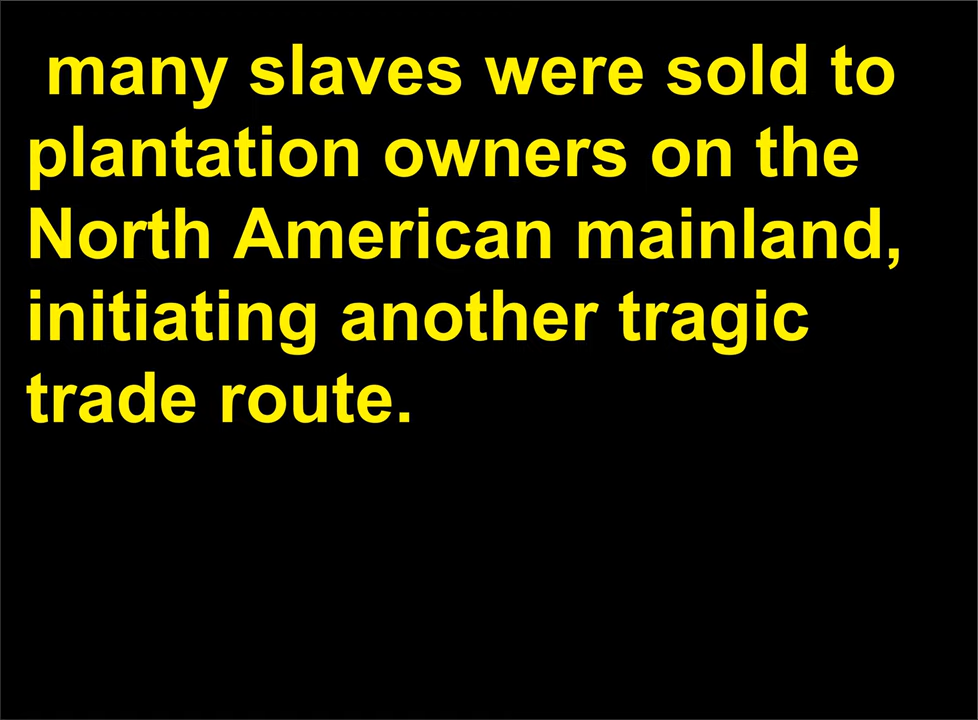 many slaves were sold to
plantation owners on the
North American mainland,
initiating another tragic
trade route.